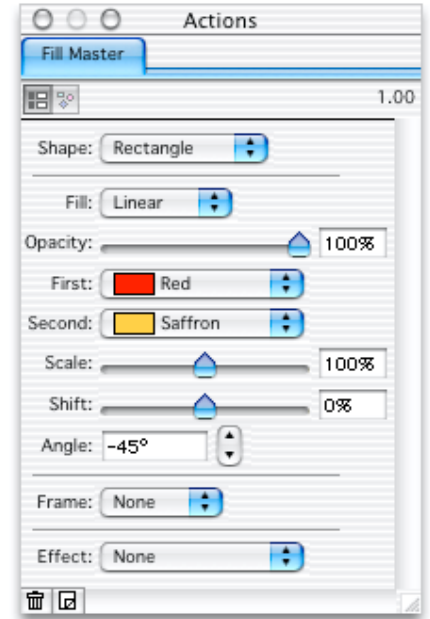 Actions
Fill Master
1.00
Shape: Rectangle
Fill: Linear
Opacity: 100%
First: Red
Second: Saffron
Scale: 100%
Shift: 0%
Angle: -45°
Frame: None
Effect: None